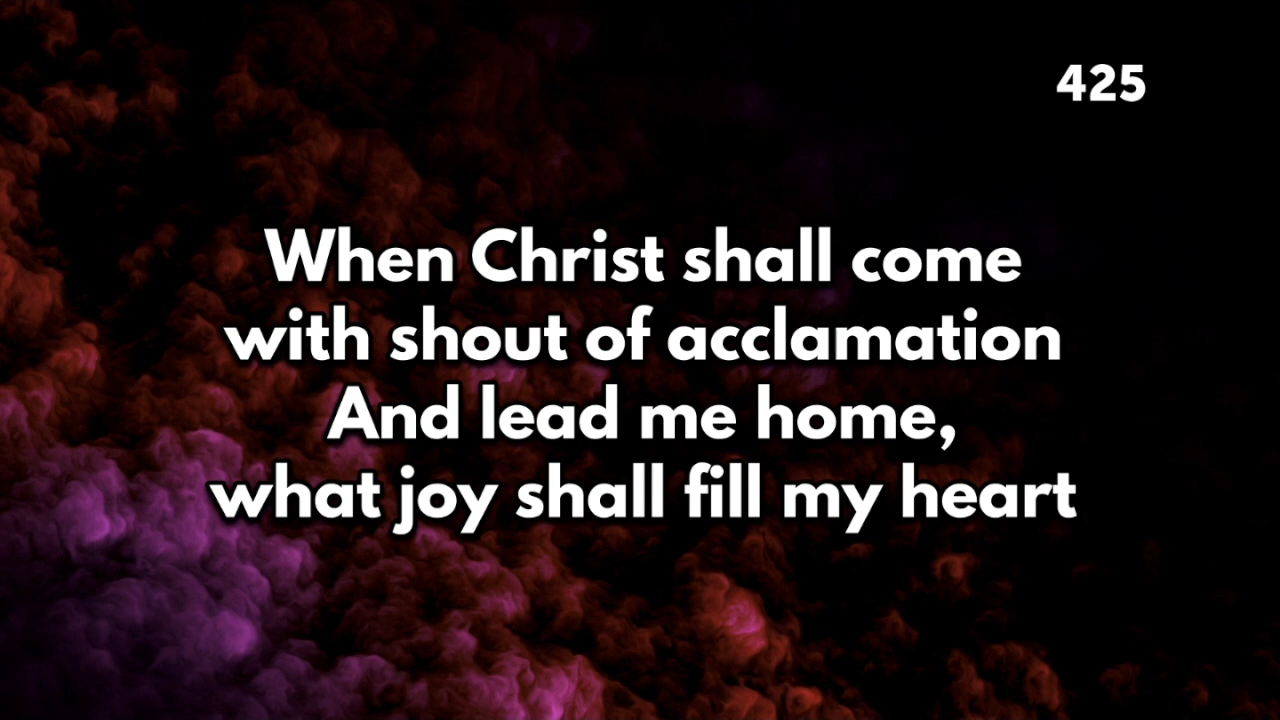 425
When Christ shall come
with shout of acclamation
And lead me home,
what joy shall fill my heart